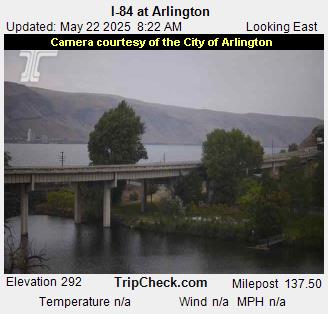 I-84 at Arlington
Updated: May 22 2025 8:22 AM Looking East
Camera courtesy of the City of Arlington
Elevation 292 TripCheck.com Milepost 137.50
Temperature n/a Wind n/a MPH n/a